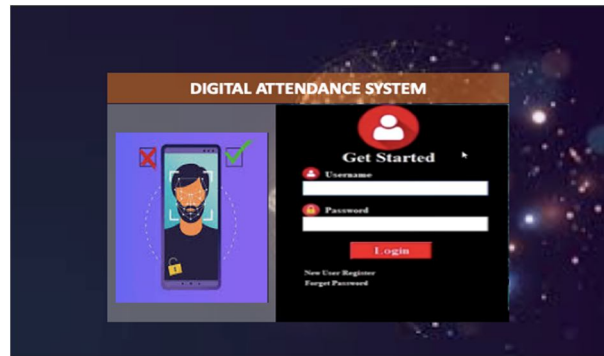 DIGITAL ATTENDANCE SYSTEM
Get Started
Username
Password
Login
New User Register
Forget Password